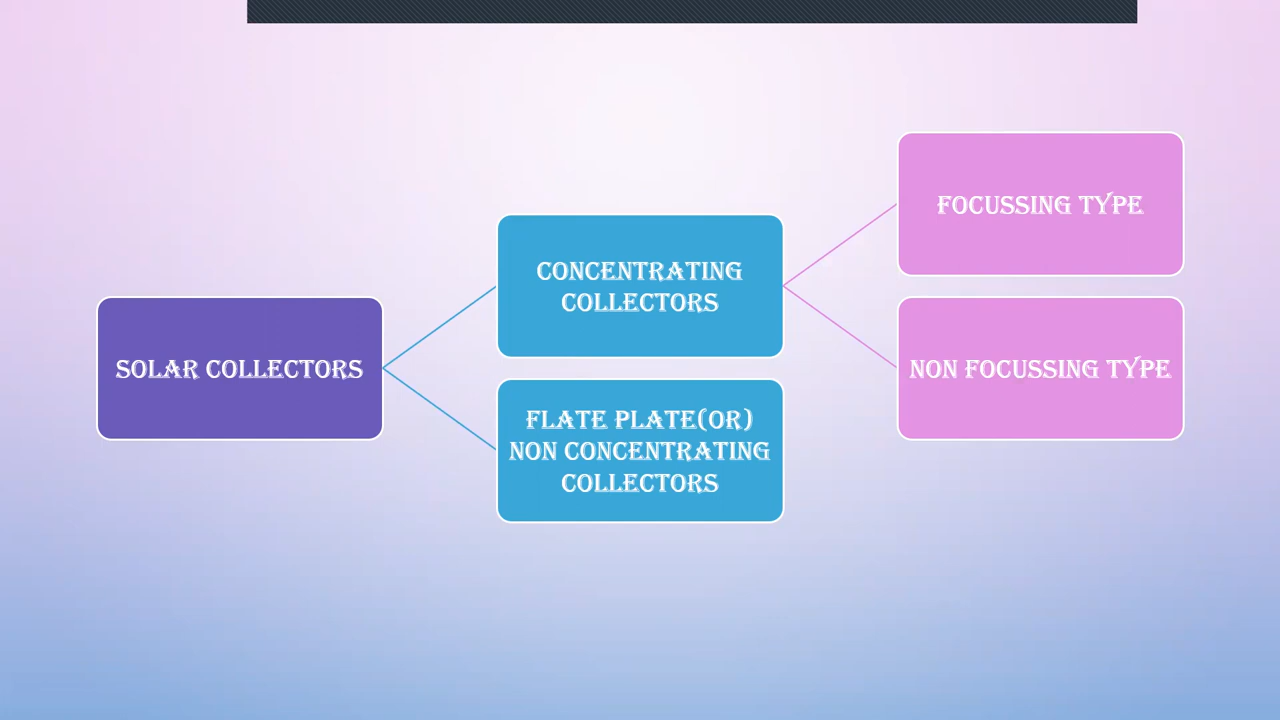 SOLAR COLLECTORS
CONCENTRATING
COLLECTORS
FLATE PLATE(OR)
NON CONCENTRATING
COLLECTORS
FOCUSSING TYPE
NON FOCUSSING TYPE